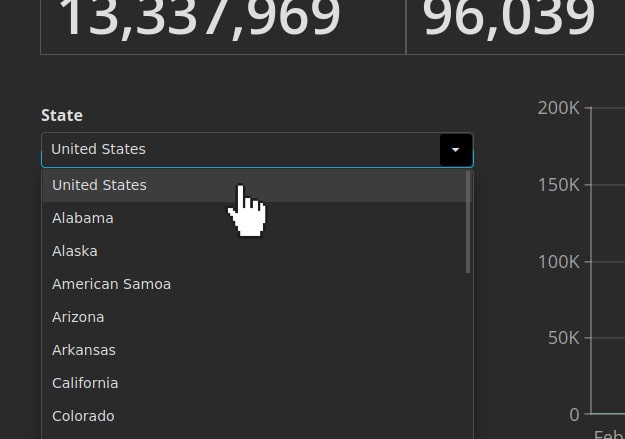 13,337,969
96,039
State
United States
United States
Alabama
Alaska
American Samoa
Arizona
Arkansas
California
Colorado
200K
150K
100K
50K
0
Feb